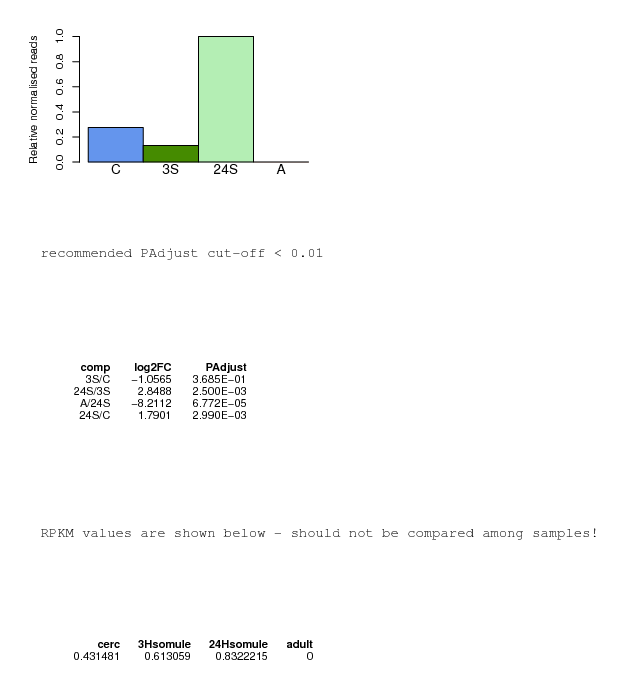 Relative normalised reads
1.0
0.8
0.6
0.4
0.2
0.0
C 3S 24S A
recommended PAdjust cut-off < 0.01
comp log2FC PAdjust
3S/C −1.0565 3.685E−01
24S/3S 2.8488 2.500E−03
A/24S −8.2112 6.772E−05
24S/C 1.7901 2.990E−03
RPKM values are shown below - should not be compared among samples!
cerc 3Hsomule 24Hsomule adult
0.431481 0.613059 0.8322215 0